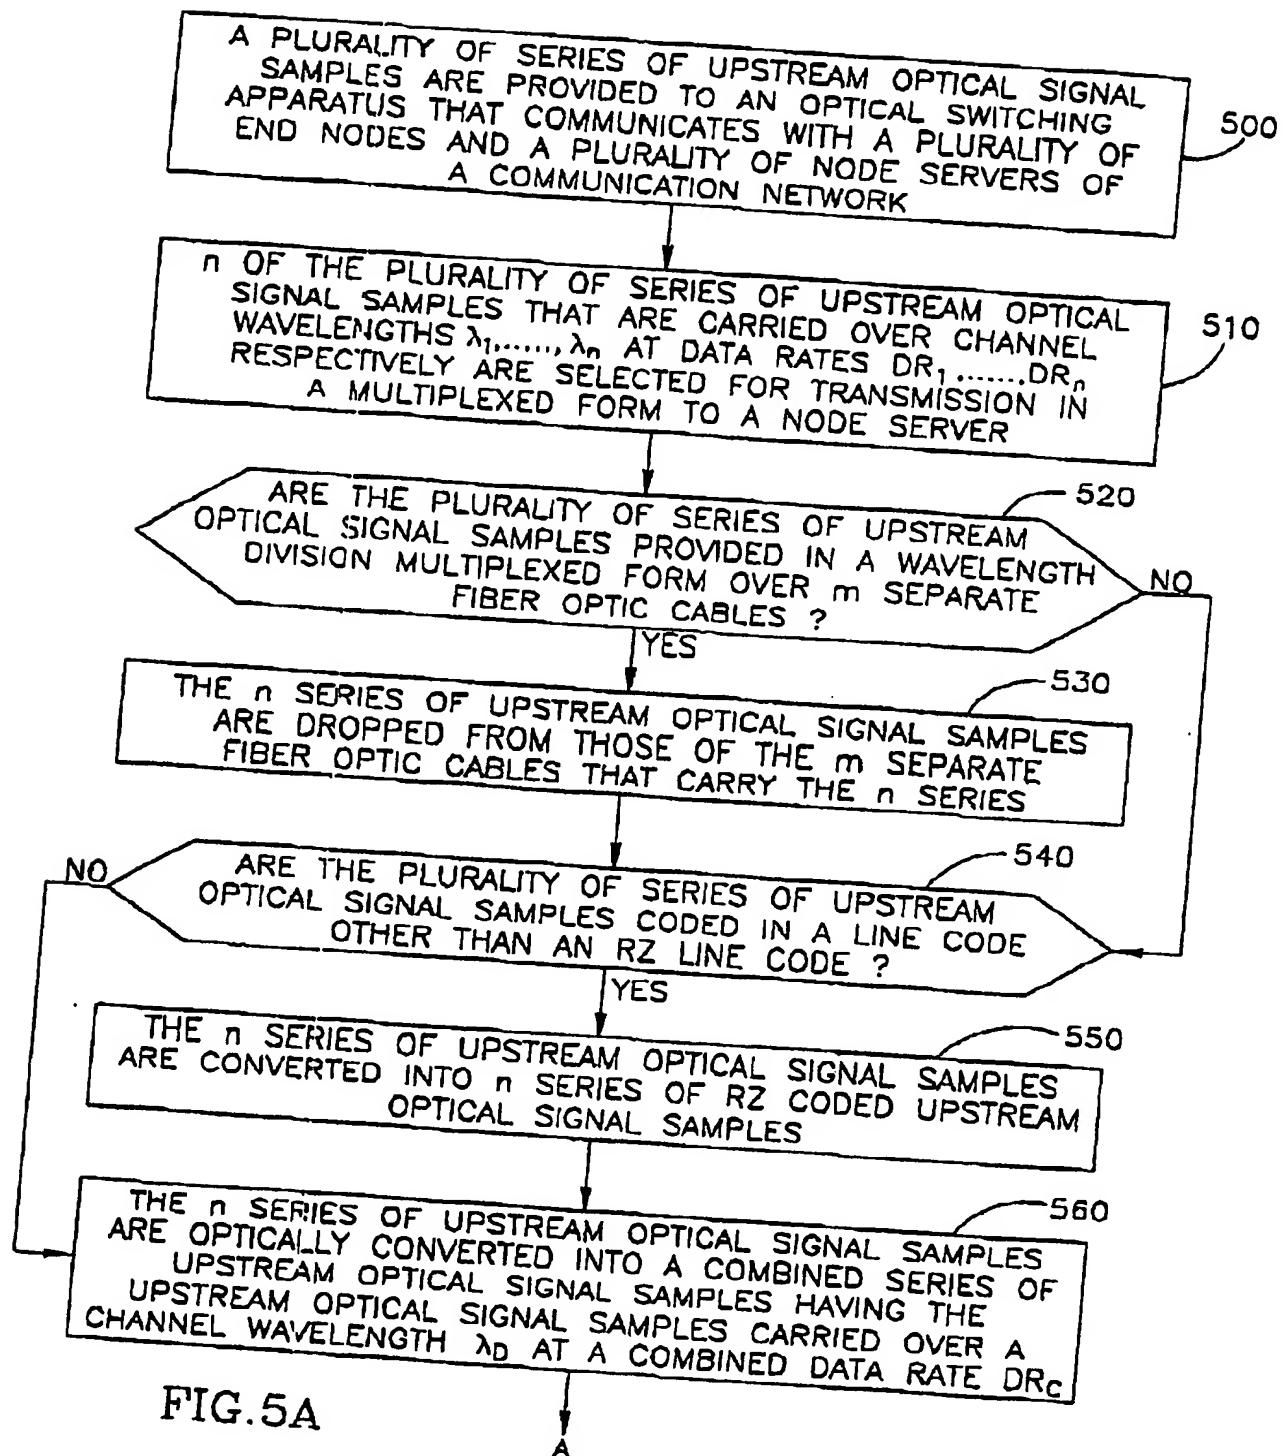 A PLURALITY OF SERIES OF UPSTREAM OPTICAL SIGNAL
SAMPLES ARE PROVIDED TO AN OPTICAL SWITCHING
APPARATUS THAT COMMUNICATES WITH A PLURALITY OF
END NODES AND A PLURALITY OF NODE SERVERS OF
A COMMUNICATION NETWORK
500
n OF THE PLURALITY OF SERIES OF UPSTREAM OPTICAL
SIGNAL SAMPLES THAT ARE CARRIED OVER CHANNEL
WAVELENGTHS λ1,......,λn AT DATA RATES DR1.......DRn
RESPECTIVELY ARE SELECTED FOR TRANSMISSION IN
A MULTIPLEXED FORM TO A NODE SERVER
510
ARE THE PLURALITY OF SERIES OF UPSTREAM
OPTICAL SIGNAL SAMPLES PROVIDED IN A WAVELENGTH
DIVISION MULTIPLEXED FORM OVER m SEPARATE
FIBER OPTIC CABLES ?
520
NO
YES
THE n SERIES OF UPSTREAM OPTICAL SIGNAL SAMPLES
ARE DROPPED FROM THOSE OF THE m SEPARATE
FIBER OPTIC CABLES THAT CARRY THE n SERIES
530
NO
ARE THE PLURALITY OF SERIES OF UPSTREAM
OPTICAL SIGNAL SAMPLES CODED IN A LINE CODE
OTHER THAN AN RZ LINE CODE ?
540
YES
THE n SERIES OF UPSTREAM OPTICAL SIGNAL SAMPLES
ARE CONVERTED INTO n SERIES OF RZ CODED UPSTREAM
OPTICAL SIGNAL SAMPLES
550
THE n SERIES OF UPSTREAM OPTICAL SIGNAL SAMPLES
ARE OPTICALLY CONVERTED INTO A COMBINED SERIES OF
UPSTREAM OPTICAL SIGNAL SAMPLES HAVING THE
UPSTREAM OPTICAL SIGNAL SAMPLES CARRIED OVER A
CHANNEL WAVELENGTH λD AT A COMBINED DATA RATE DRC
560
FIG.5A
A